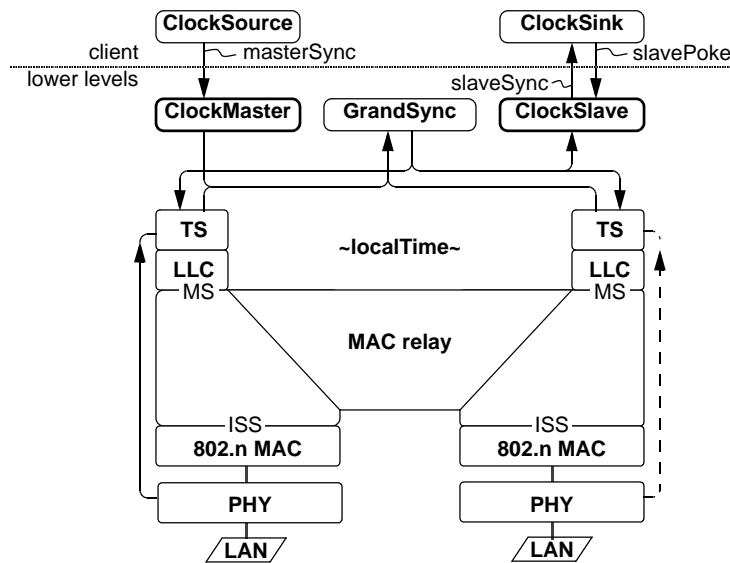 ClockSource
ClockSink
client
masterSync
slavePoke
lower levels
slaveSync
ClockMaster
GrandSync
ClockSlave
TS
TS
~localTime~
LLC
LLC
MS
MS
MAC relay
ISS
ISS
802.n MAC
802.n MAC
PHY
PHY
LAN
LAN